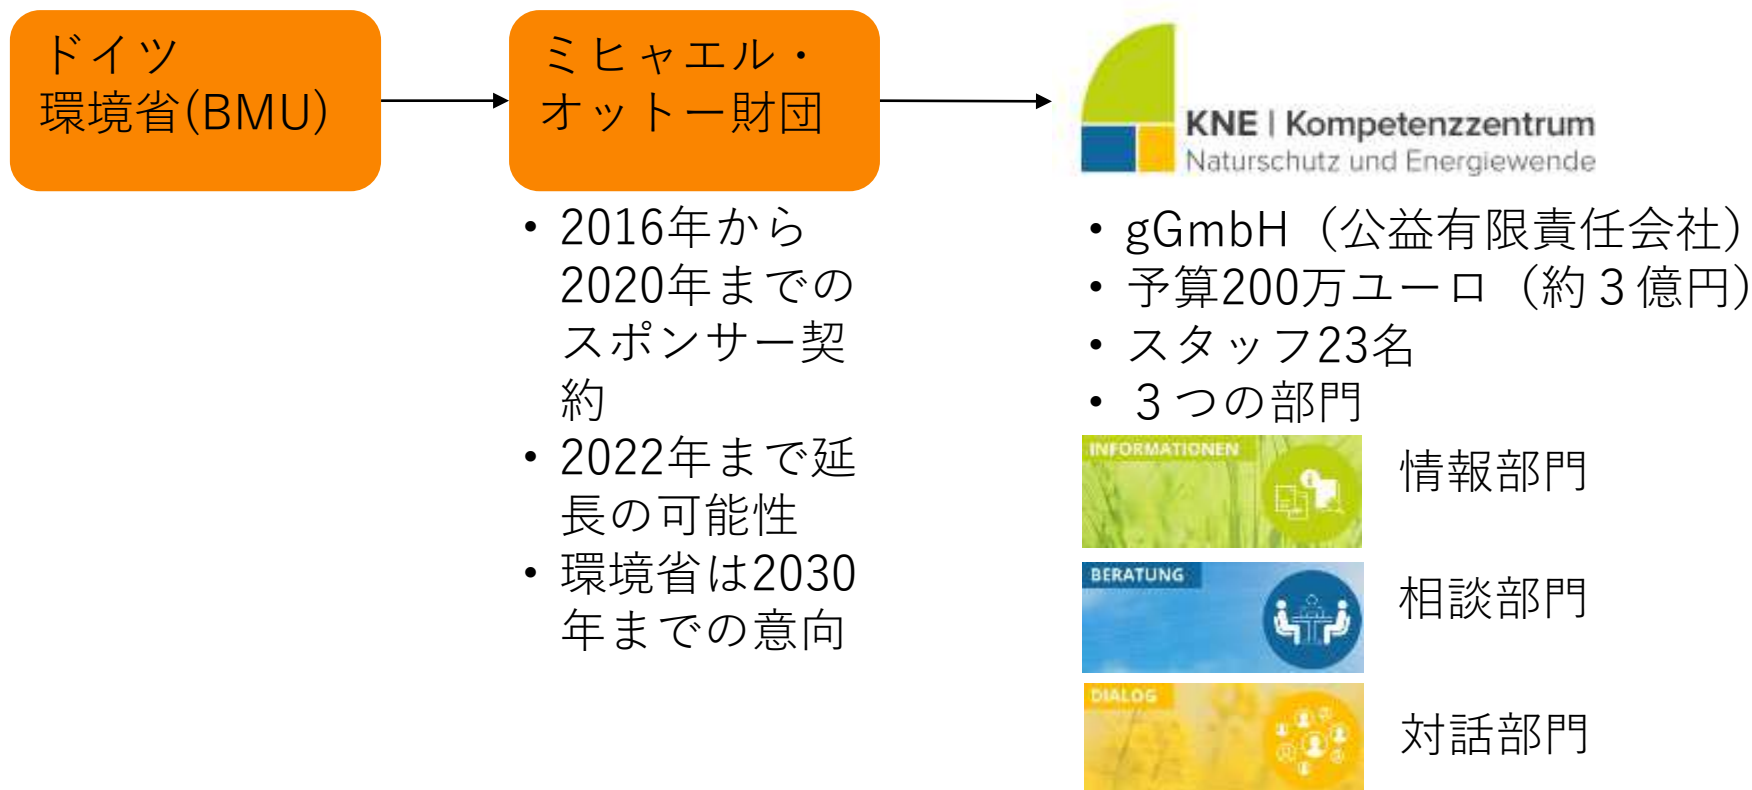 ドイツ
環境省(BMU)
ミヒャエル・
オットー財団
KNE | Kompetenzzentrum
Naturschutz und Energiewende
• 2016年から
2020年までの
スポンサー契
約
• 2022年まで延
長の可能性
• 環境省は2030
年までの意向
• gGmbH（公益有限責任会社）
• 予算200万ユーロ（約３億円）
• スタッフ23名
• ３つの部門
INFORMATIONEN
情報部門
BERATUNG
相談部門
DIALOG
対話部門